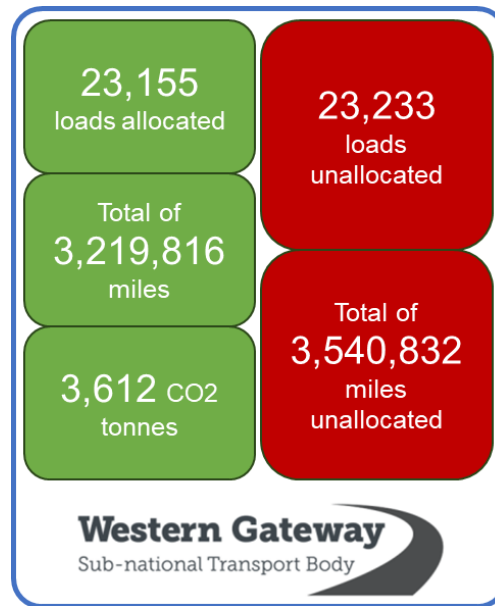 23,155
loads allocated
Total of
3,219,816
miles
3,612 CO2
tonnes
23,233
loads
unallocated
Total of
3,540,832
miles
unallocated
Western Gateway
Sub-national Transport Body